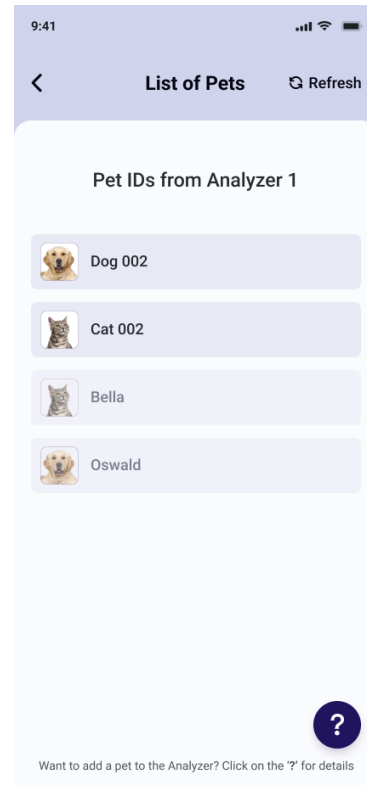 9:41
List of Pets
Refresh
Pet IDs from Analyzer 1
Dog 002
Cat 002
Bella
Oswald
?
Want to add a pet to the Analyzer? Click on the '?' for details